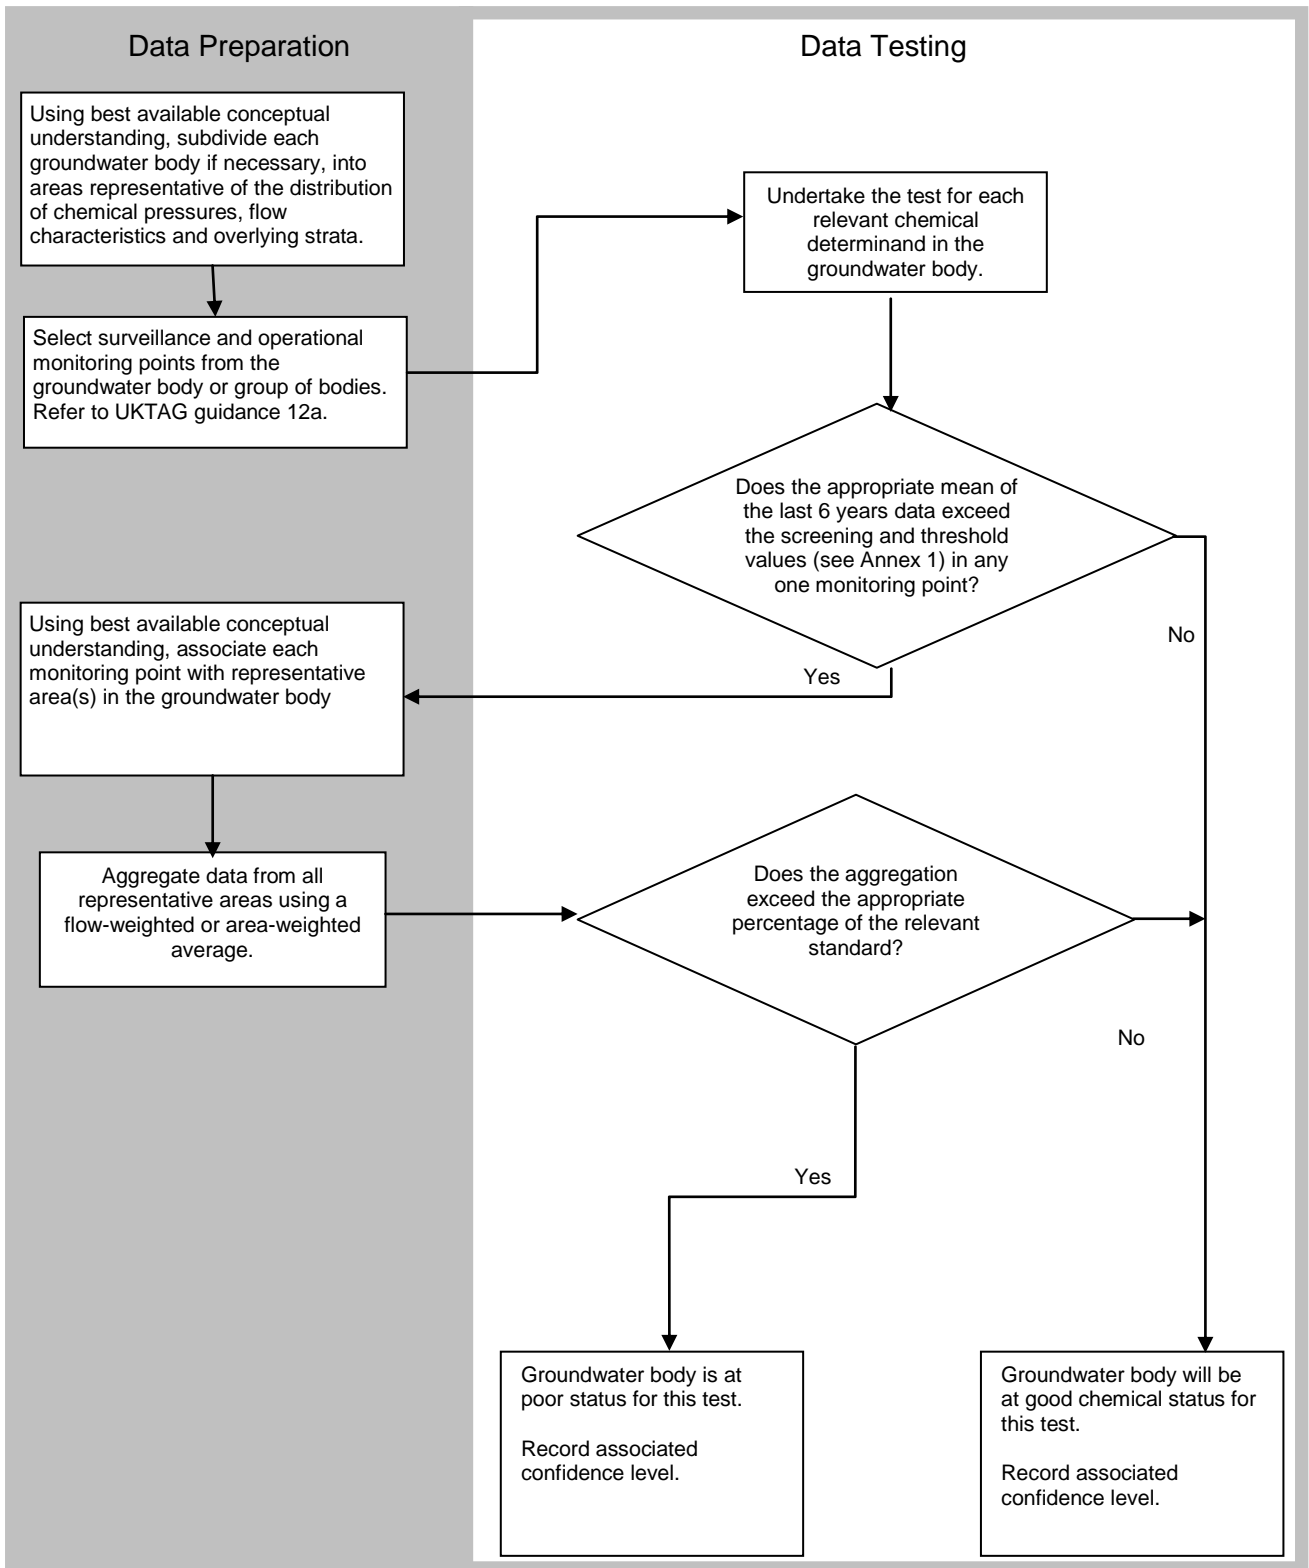 Data Preparation
Data Testing
Using best available conceptual
understanding, subdivide each
groundwater body if necessary, into
areas representative of the distribution
of chemical pressures, flow
characteristics and overlying strata.
Select surveillance and operational
monitoring points from the
groundwater body or group of bodies.
Refer to UKTAG guidance 12a.
Undertake the test for each
relevant chemical
determinand in the
groundwater body.
Does the appropriate mean of
the last 6 years data exceed
the screening and threshold
values (see Annex 1) in any
one monitoring point?
No
Yes
Using best available conceptual
understanding, associate each
monitoring point with representative
area(s) in the groundwater body
Aggregate data from all
representative areas using a
flow-weighted or area-weighted
average.
Does the aggregation
exceed the appropriate
percentage of the relevant
standard?
No
Yes
Groundwater body is at
poor status for this test.
Record associated
confidence level.
Groundwater body will be
at good chemical status for
this test.
Record associated
confidence level.